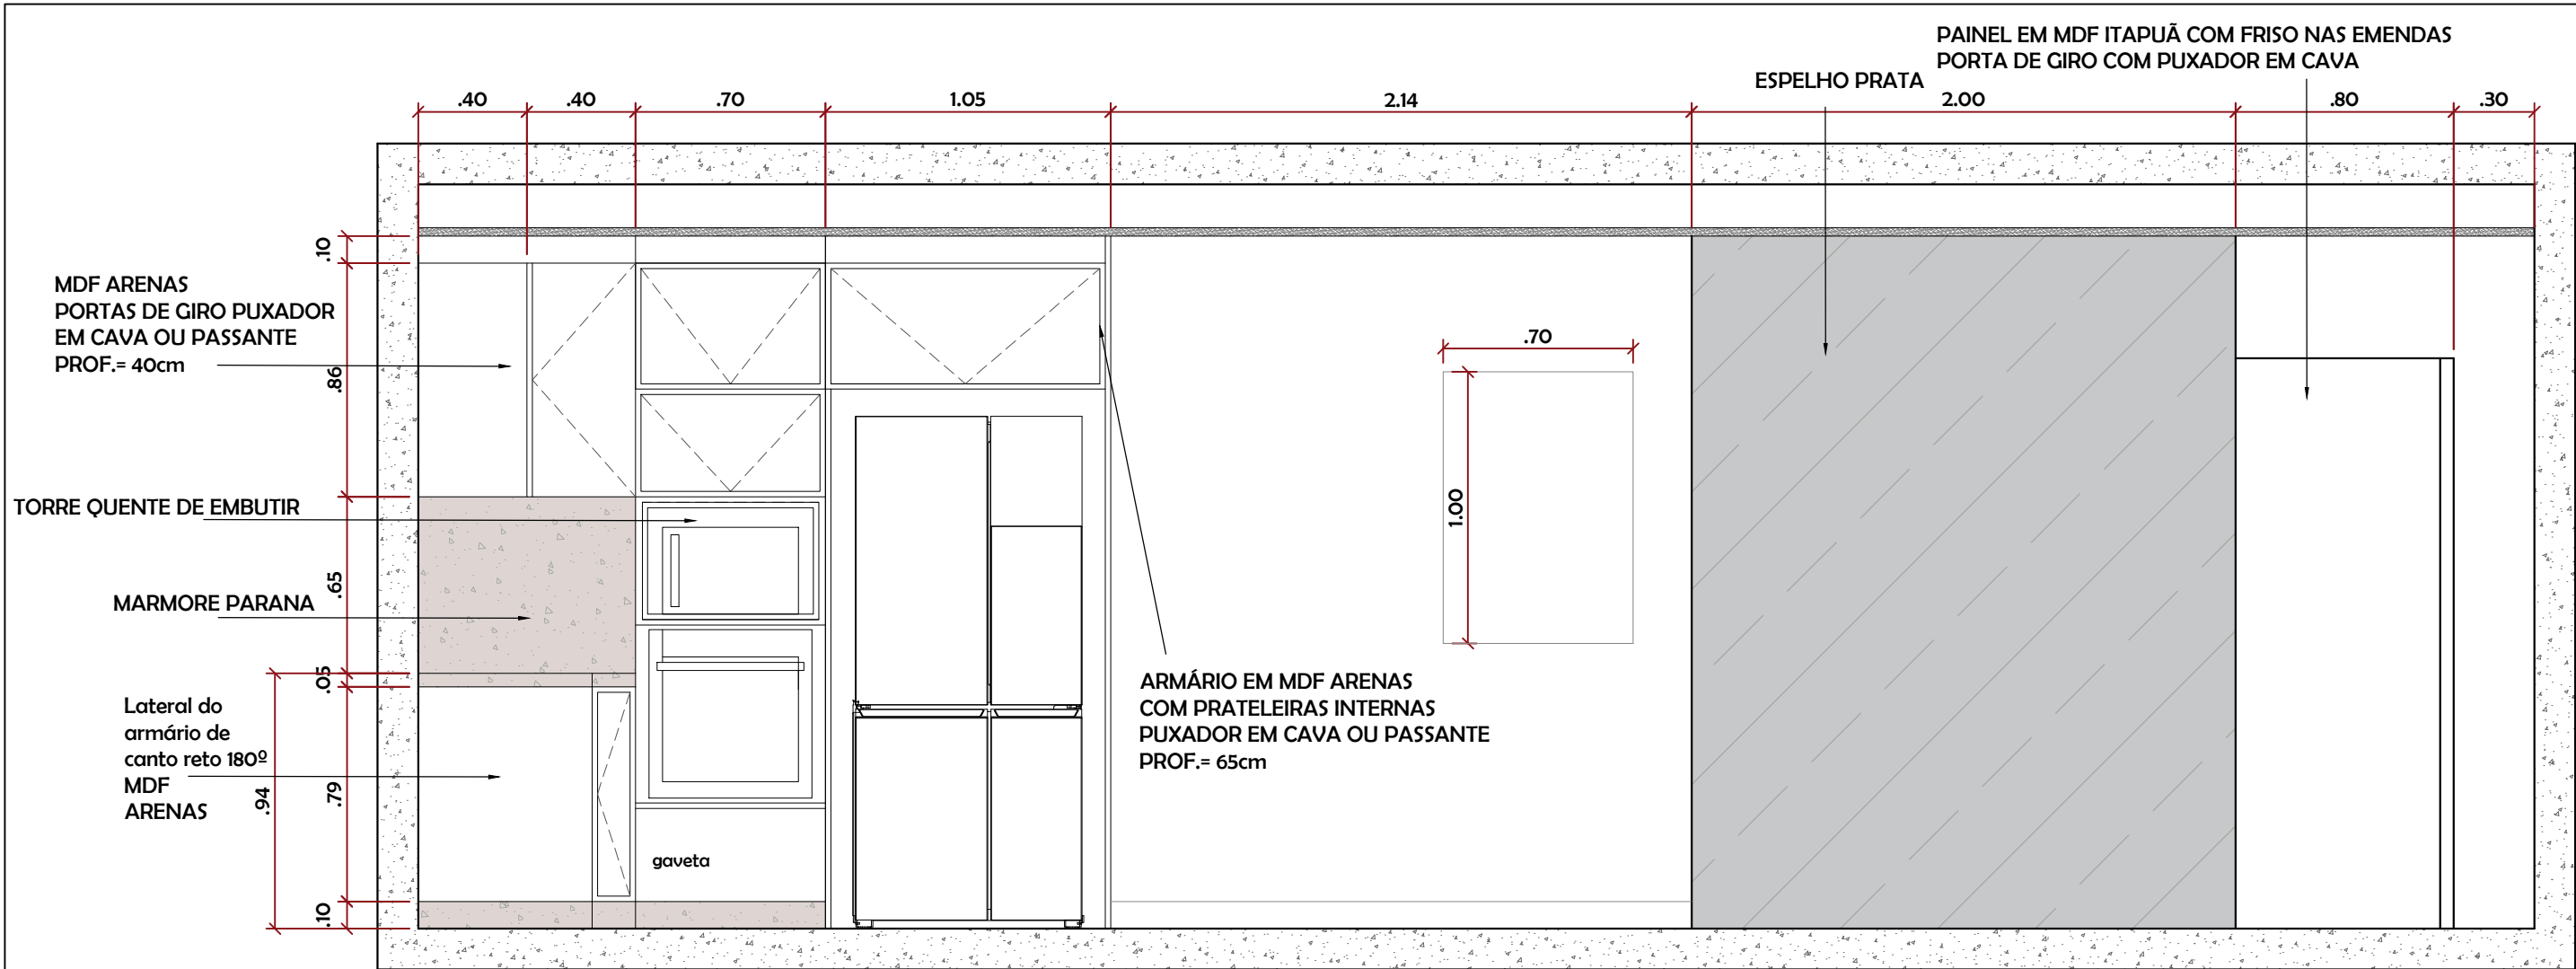 PAINEL EM MDF ITAPUÃ COM FRISO NAS EMENDAS
PORTA DE GIRO COM PUXADOR EM CAVA
ESPELHO PRATA
.40
.40
.70
1.05
2.14
2.00
.80
.30
.10
MDF ARENAS
PORTAS DE GIRO PUXADOR
EM CAVA OU PASSANTE
PROF.= 40cm
.86
.70
1.00
TORRE QUENTE DE EMBUTIR
.65
MARMORE PARANA
.05
Lateral do
armário de
canto reto 180º
MDF
ARENAS
.94
.79
.10
ARMÁRIO EM MDF ARENAS
COM PRATELEIRAS INTERNAS
PUXADOR EM CAVA OU PASSANTE
PROF.= 65cm
gaveta